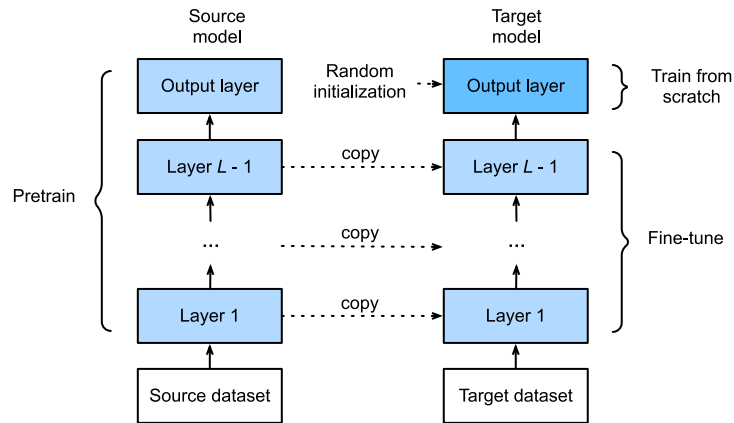 Source
model
Target
model
Output layer
Random
initialization
Output layer
Train from
scratch
Layer L - 1
copy
Layer L - 1
Pretrain
...
copy
...
Fine-tune
Layer 1
copy
Layer 1
Source dataset
Target dataset